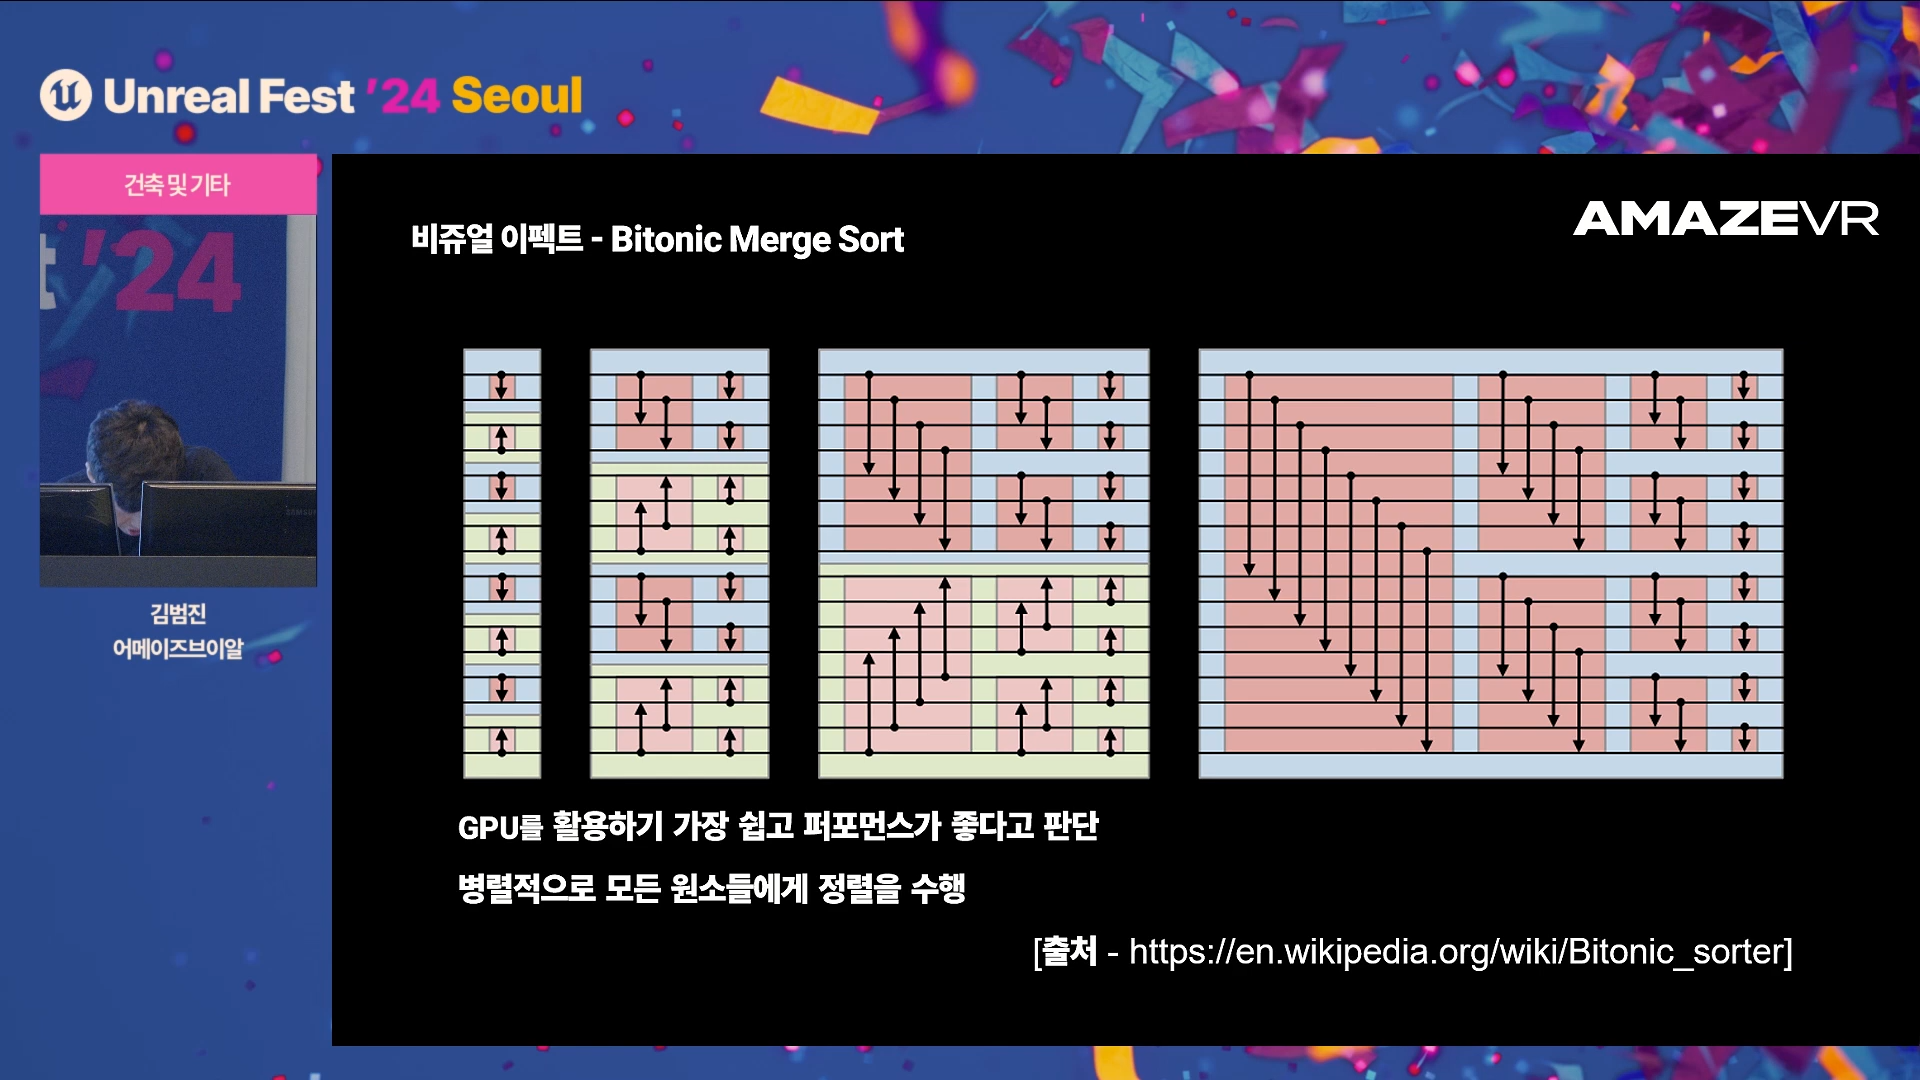 Unreal Fest '24 Seoul
건축 및 기타
t '24
SAMSUNG
김범진
어메이즈브이알
AMAZEVR
비쥬얼 이펙트 - Bitonic Merge Sort
GPU를 활용하기 가장 쉽고 퍼포먼스가 좋다고 판단
병렬적으로 모든 원소들에게 정렬을 수행
[출처 - https://en.wikipedia.org/wiki/Bitonic_sorter]